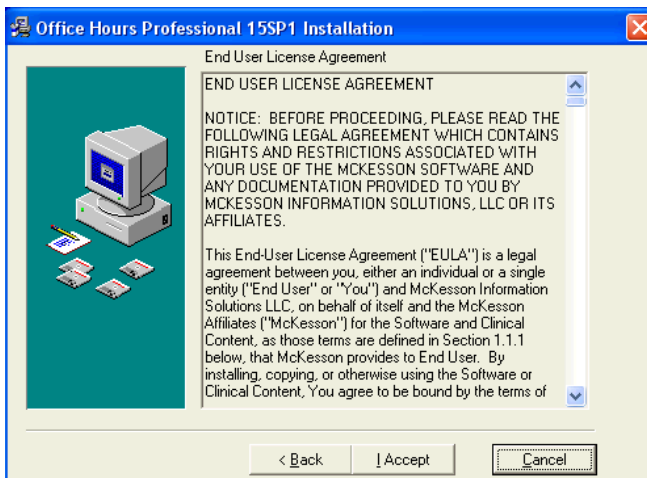 Office Hours Professional 15SP1 Installation
End User License Agreement
END USER LICENSE AGREEMENT
NOTICE: BEFORE PROCEEDING, PLEASE READ THE
FOLLOWING LEGAL AGREEMENT WHICH CONTAINS
RIGHTS AND RESTRICTIONS ASSOCIATED WITH
YOUR USE OF THE MCKESSON SOFTWARE AND
ANY DOCUMENTATION PROVIDED TO YOU BY
MCKESSON INFORMATION SOLUTIONS, LLC OR ITS
AFFILIATES.
This End-User License Agreement ("EULA") is a legal
agreement between you, either an individual or a single
entity ("End User" or "You") and McKesson Information
Solutions LLC, on behalf of itself and the McKesson
Affiliates ("McKesson") for the Software and Clinical
Content, as those terms are defined in Section 1.1.1
below, that McKesson provides to End User. By
installing, copying, or otherwise using the Software or
Clinical Content, You agree to be bound by the terms of
< Back
I Accept
Cancel